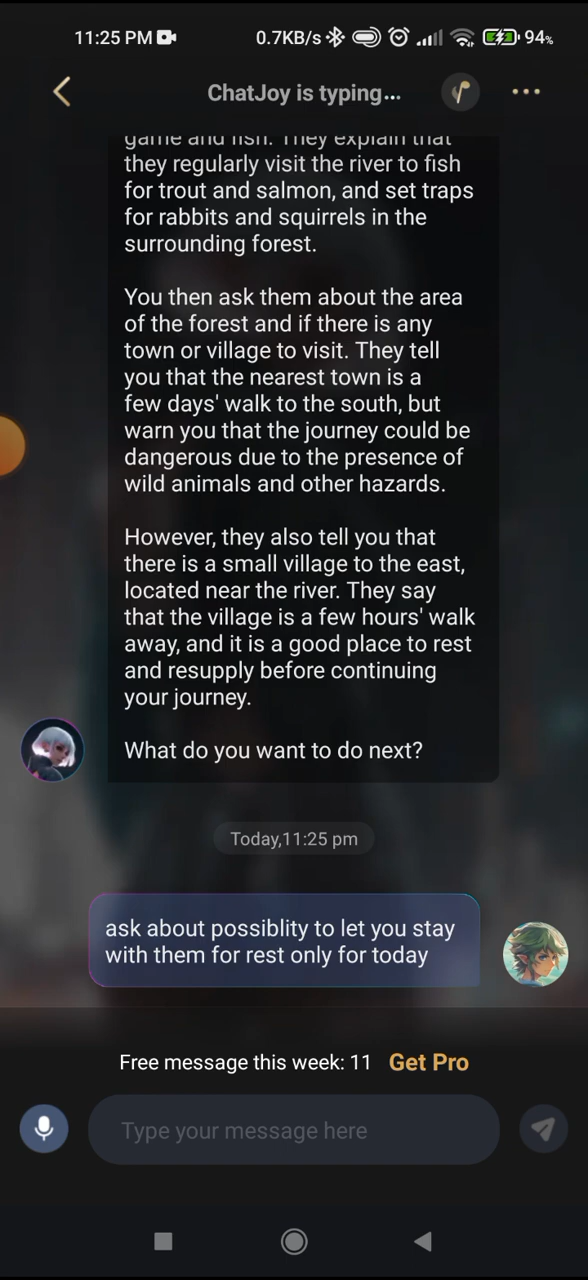 11:25 PM
0.7KB/s
94%
ChatJoy is typing...
game and fish. They explain that
they regularly visit the river to fish
for trout and salmon, and set traps
for rabbits and squirrels in the
surrounding forest.
You then ask them about the area
of the forest and if there is any
town or village to visit. They tell
you that the nearest town is a
few days' walk to the south, but
warn you that the journey could be
dangerous due to the presence of
wild animals and other hazards.
However, they also tell you that
there is a small village to the east,
located near the river. They say
that the village is a few hours' walk
away, and it is a good place to rest
and resupply before continuing
your journey.
What do you want to do next?
Today,11:25 pm
ask about possiblity to let you stay
with them for rest only for today
Free message this week: 11 Get Pro
Type your message here